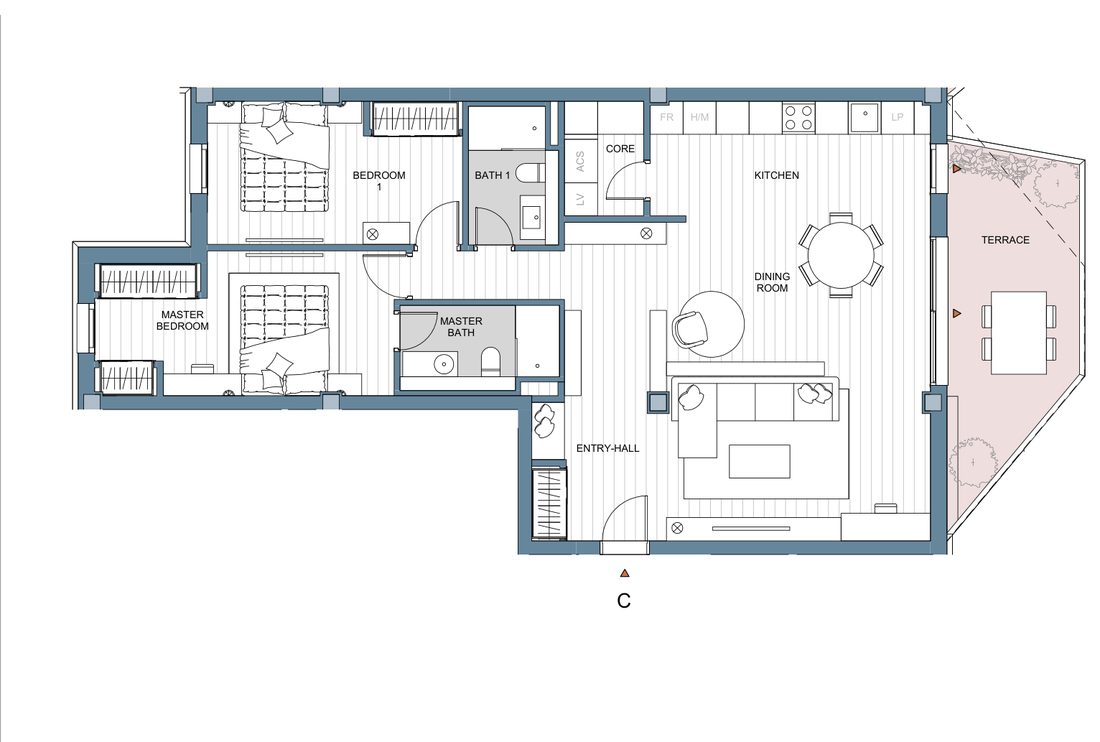 FR
H/M
LP
CORE
ACS
LV
BEDROOM
1
BATH 1
KITCHEN
TERRACE
DINING
ROOM
MASTER
BEDROOM
MASTER
BATH
ENTRY-HALL
C